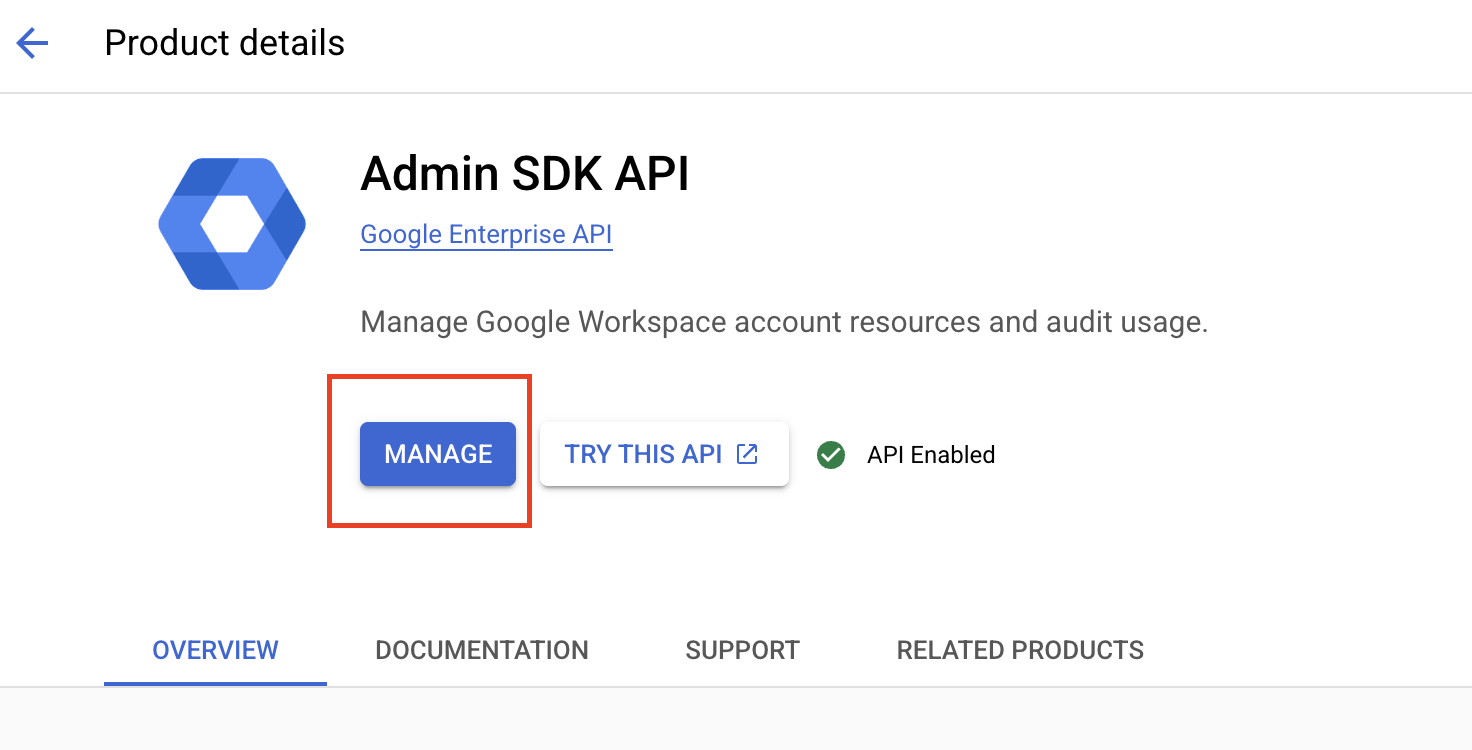 Product details
Admin SDK API
Google Enterprise API
Manage Google Workspace account resources and audit usage.
MANAGE TRY THIS API API Enabled
OVERVIEW DOCUMENTATION SUPPORT RELATED PRODUCTS